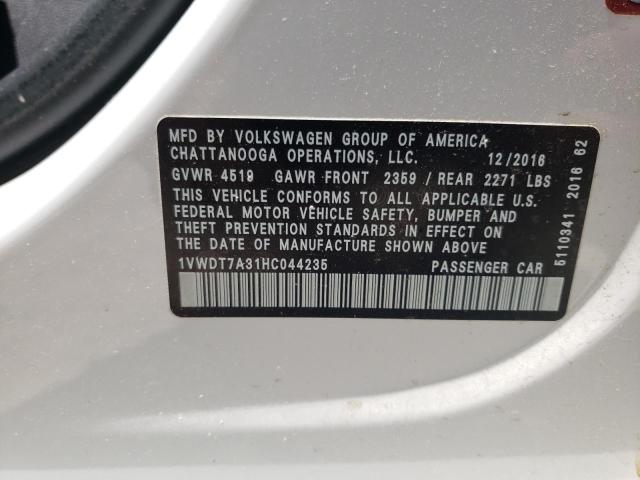 MFD BY VOLKSWAGEN GROUP OF AMERICA
CHATTANOOGA OPERATIONS, LLC. 12/2016
GVWR 4519 GAWR FRONT 2359 / REAR 2271 LBS
THIS VEHICLE CONFORMS TO ALL APPLICABLE U.S.
FEDERAL MOTOR VEHICLE SAFETY, BUMPER AND
THEFT PREVENTION STANDARDS IN EFFECT ON
THE DATE OF MANUFACTURE SHOWN ABOVE
1VWDT7A31HC044235 PASSENGER CAR
5110341 2016 62